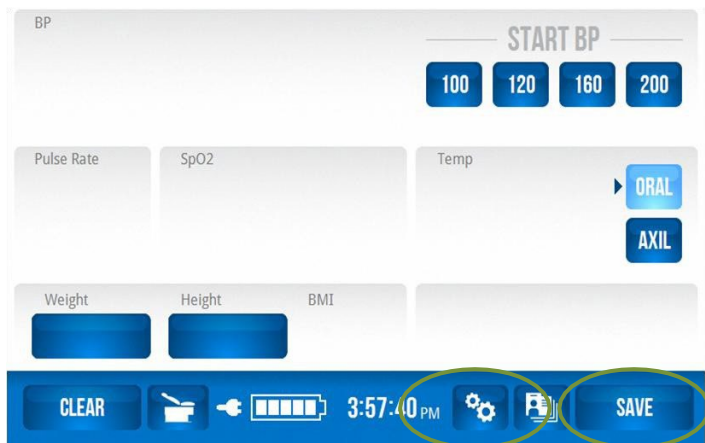 BP
START BP
100 120 160 200
Pulse Rate SpO2 Temp
ORAL
AXIL
Weight Height BMI
CLEAR 3:57:40 PM SAVE